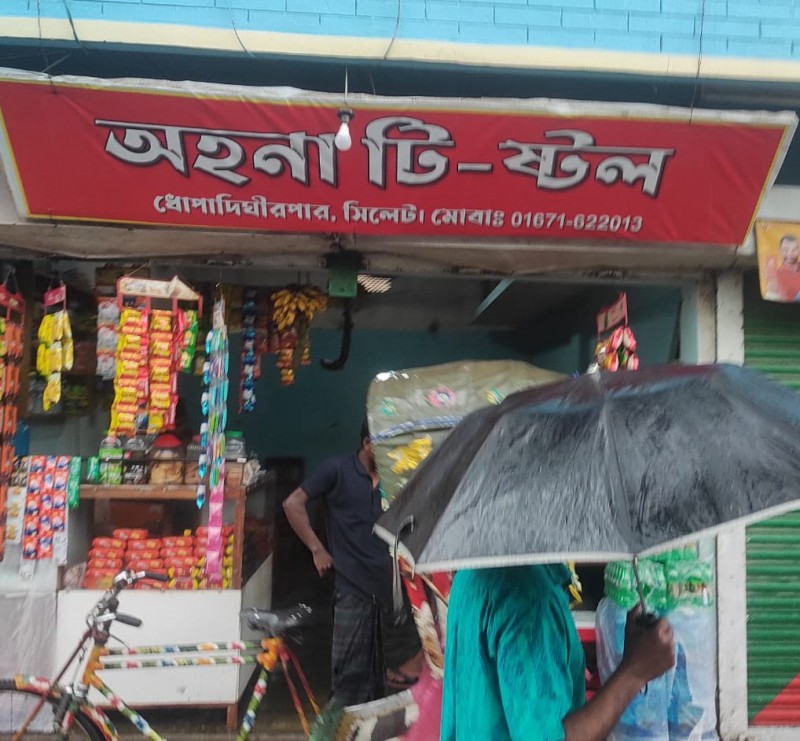 অহনা টি-ষ্টল
ধোপাদিঘীরপার, সিলেট। মোবাঃ 01671-622013